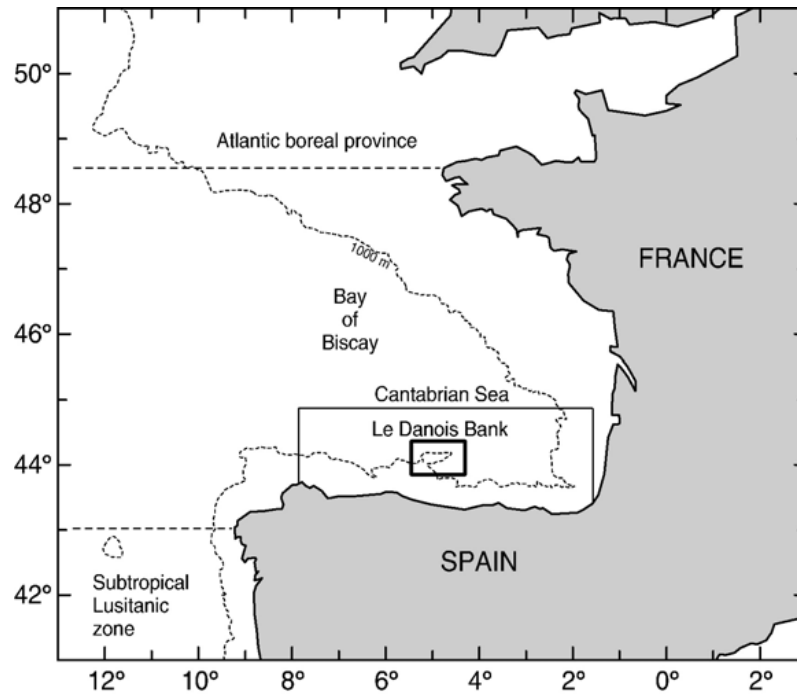 50°
Atlantic boreal province
48°
FRANCE
1000 m
Bay
of
Biscay
46°
Cantabrian Sea
Le Danois Bank
44°
SPAIN
Subtropical
Lusitanic
zone
42°
12° 10° 8° 6° 4° 2° 0° 2°